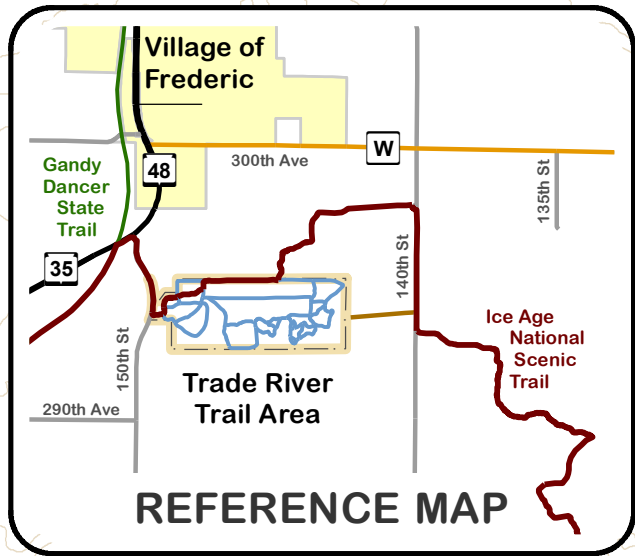 Village of
Frederic
W
300th Ave
48
Gandy
Dancer
State
Trail
135th St
35
140th St
Ice Age
National
Scenic
Trail
150th St
Trade River
Trail Area
290th Ave
REFERENCE MAP